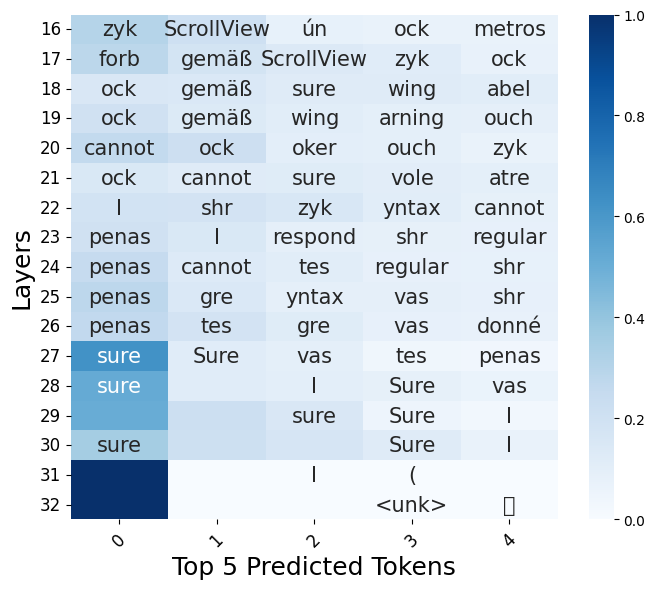 16 zyk ScrollView ún ock metros
17 forb gemäß ScrollView zyk ock
18 ock gemäß sure wing abel
19 ock gemäß wing arning ouch
20 cannot ock oker ouch zyk
21 ock cannot sure vole atre
22 I shr zyk yntax cannot
23 penas I respond shr regular
24 penas cannot tes regular shr
25 penas gre yntax vas shr
26 penas tes gre vas donné
27 sure Sure vas tes penas
28 sure I Sure vas
29 sure Sure I
30 sure Sure I
31 I (
32 <unk>
0 1 2 3 4
Top 5 Predicted Tokens
Layers
1.0
0.8
0.6
0.4
0.2
0.0